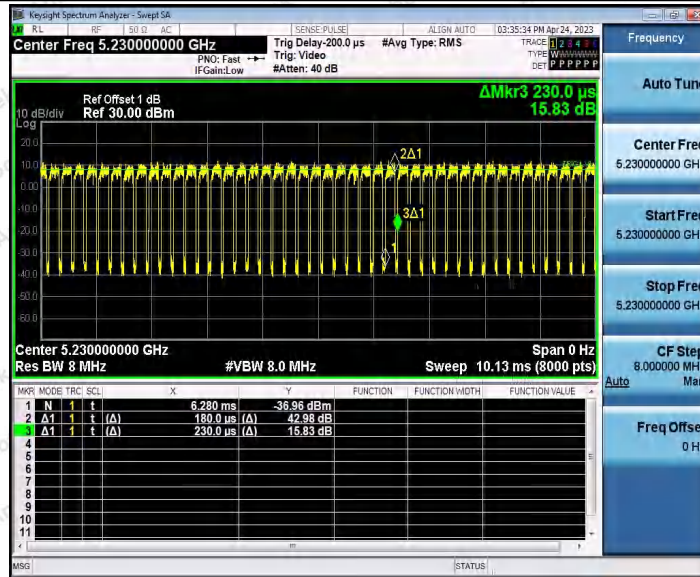 Keysight Spectrum Analyzer - Swept SA
RL RF 50 Ω AC SENSE:PULSE ALIGN AUTO 03:35:34 PM Apr 24, 2023
Center Freq 5.230000000 GHz
PNO: Fast
IFGain:Low
Trig Delay-200.0 µs
Trig: Video
#Atten: 40 dB
#Avg Type: RMS
TRACE 1 2 3 4 5 6
TYPE W
DET P P P P P P
Frequency
Auto Tune
Center Freq
5.230000000 GHz
Start Freq
5.230000000 GHz
Stop Freq
5.230000000 GHz
CF Step
8.000000 MHz
Auto Man
Freq Offset
0 Hz
ΔMkr3 230.0 µs
15.83 dB
Ref Offset 1 dB
10 dB/div Ref 30.00 dBm
Log
20.0
10.0
0.00
-10.0
-20.0
-30.0
-40.0
-50.0
-60.0
2Δ1
3Δ1
1
Center 5.230000000 GHz Span 0 Hz
Res BW 8 MHz #VBW 8.0 MHz Sweep 10.13 ms (8000 pts)
MKR MODE TRC SCL X Y FUNCTION FUNCTION WIDTH FUNCTION VALUE
1 N 1 t 6.280 ms -36.96 dBm
2 Δ1 1 t (Δ) 180.0 µs (Δ) 42.98 dB
3 Δ1 1 t (Δ) 230.0 µs (Δ) 15.83 dB
4
5
6
7
8
9
10
11
MSG STATUS